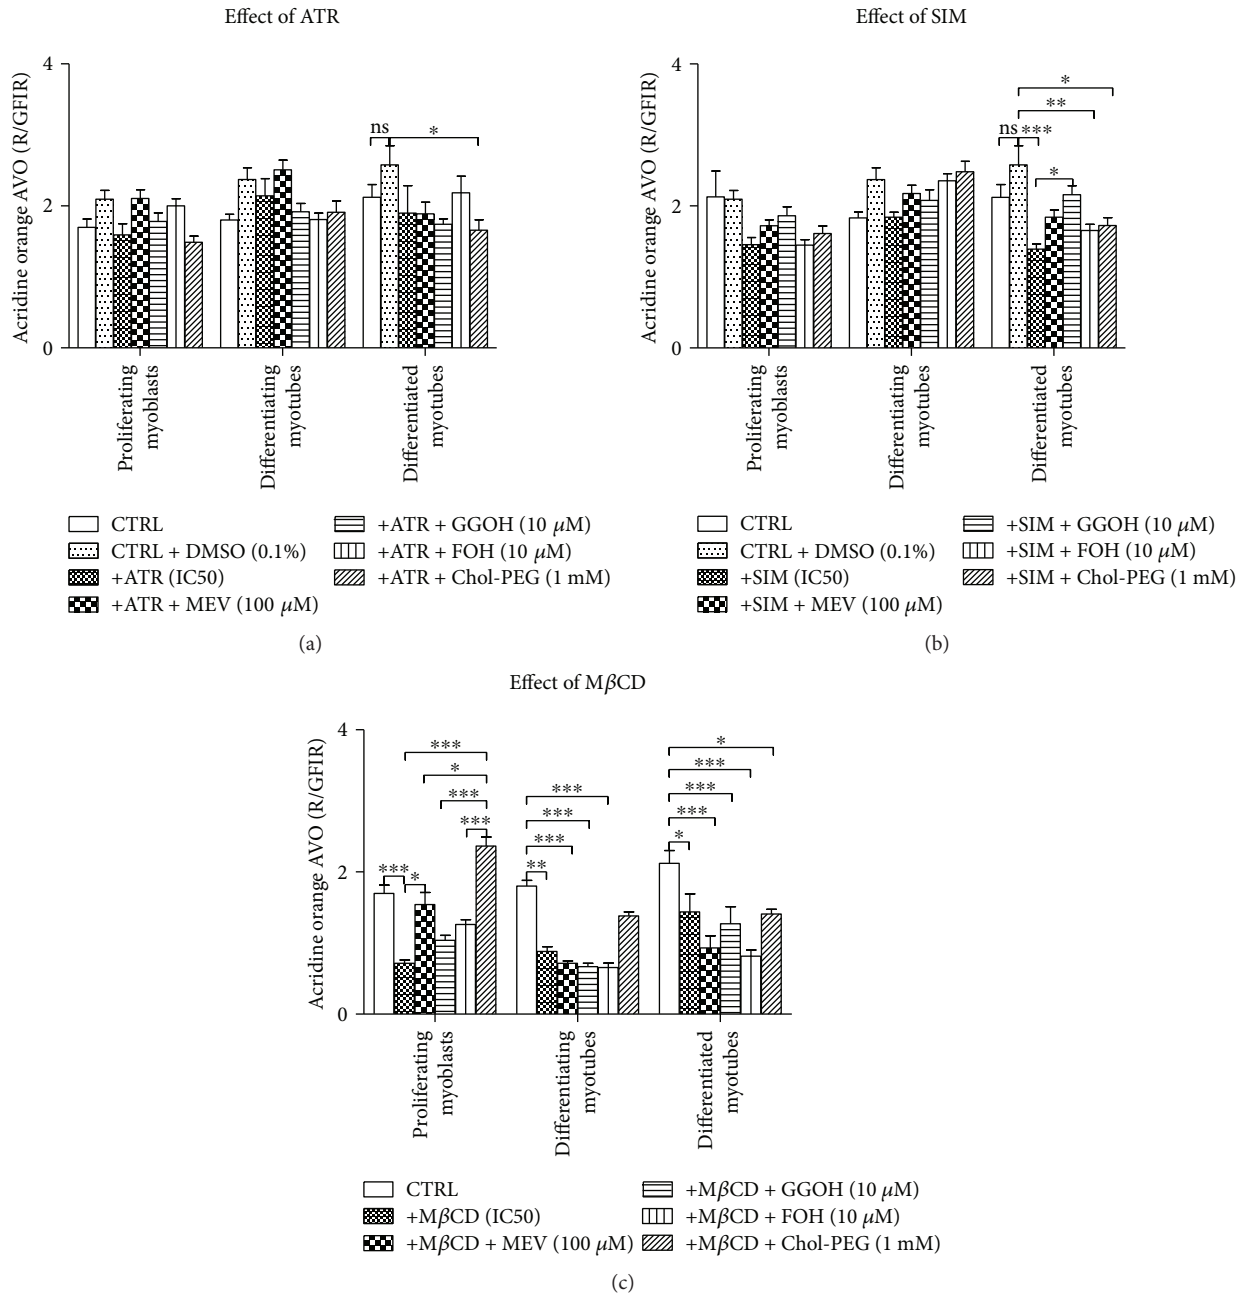 Effect of ATR
4
ns
*
2
0
Acridine orange AVO (R/GFIR)
Proliferating
myoblasts
Differentiating
myotubes
Differentiated
myotubes
CTRL
CTRL + DMSO (0.1%)
+ATR (IC50)
+ATR + MEV (100 μM)
+ATR + GGOH (10 μM)
+ATR + FOH (10 μM)
+ATR + Chol-PEG (1 mM)
(a)
Effect of SIM
4
*
**
ns ***
*
2
0
Acridine orange AVO (R/GFIR)
Proliferating
myoblasts
Differentiating
myotubes
Differentiated
myotubes
CTRL
CTRL + DMSO (0.1%)
+SIM (IC50)
+SIM + MEV (100 μM)
+SIM + GGOH (10 μM)
+SIM + FOH (10 μM)
+SIM + Chol-PEG (1 mM)
(b)
Effect of MβCD
4
***
*
***
***
*** *
***
***
***
**
*
***
***
***
*
2
0
Acridine orange AVO (R/GFIR)
Proliferating
myoblasts
Differentiating
myotubes
Differentiated
myotubes
CTRL
+MβCD (IC50)
+MβCD + MEV (100 μM)
+MβCD + GGOH (10 μM)
+MβCD + FOH (10 μM)
+MβCD + Chol-PEG (1 mM)
(c)